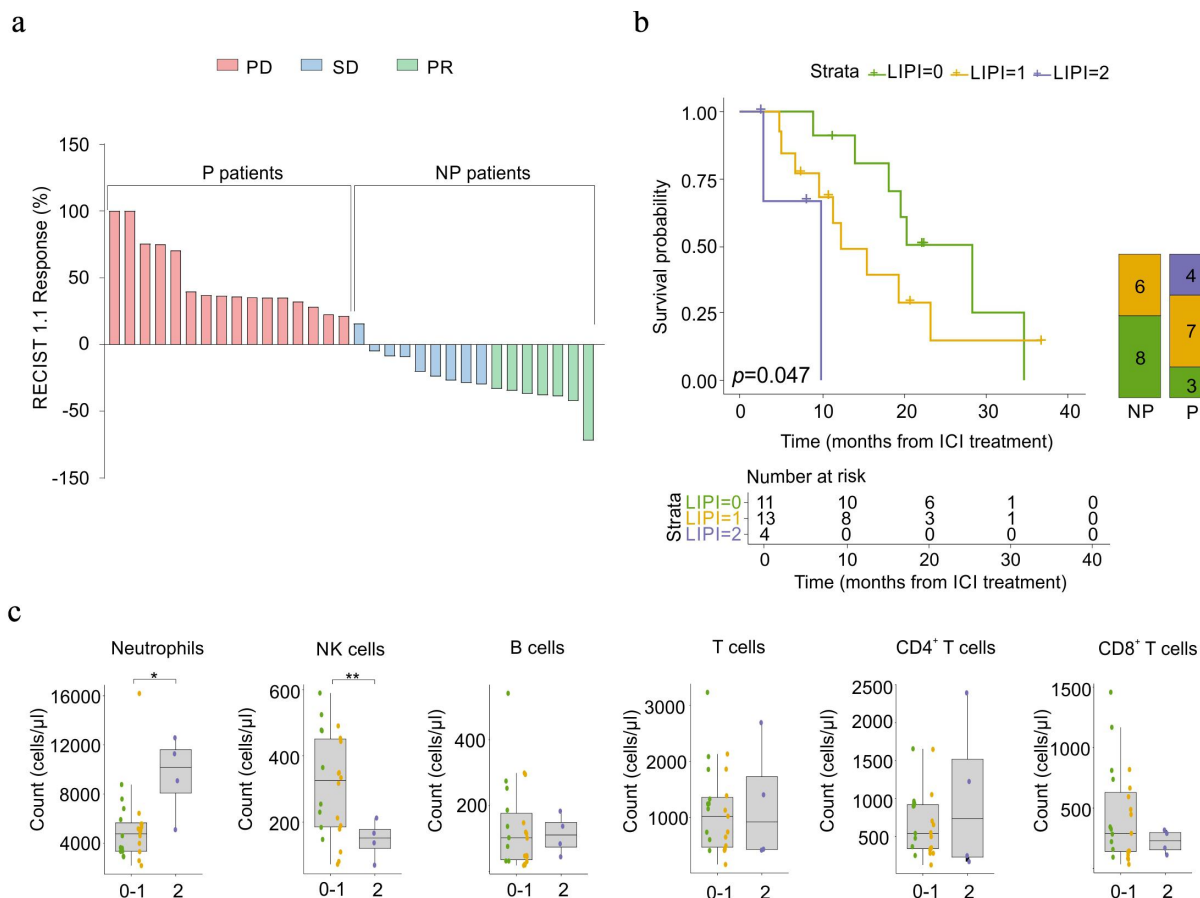 a
PD SD PR
150
100
50
0
-50
-150
RECIST 1.1 Response (%)
P patients
NP patients
b
Strata LIPI=0 LIPI=1 LIPI=2
1.00
0.75
0.50
0.25
0.00
Survival probability
p=0.047
0 10 20 30 40
Time (months from ICI treatment)
6
8
NP
4
7
3
P
Number at risk
Strata
LIPI=0 11 10 6 1 0
LIPI=1 13 8 3 1 0
LIPI=2 4 0 0 0 0
0 10 20 30 40
Time (months from ICI treatment)
c
Neutrophils
*
16000
12000
8000
4000
Count (cells/µl)
0-1 2
NK cells
**
600
400
200
Count (cells/µl)
0-1 2
B cells
400
200
Count (cells/µl)
0-1 2
T cells
3000
2000
1000
Count (cells/µl)
0-1 2
CD4⁺ T cells
2500
2000
1500
1000
500
Count (cells/µl)
0-1 2
CD8⁺ T cells
1500
1000
500
Count (cells/µl)
0-1 2